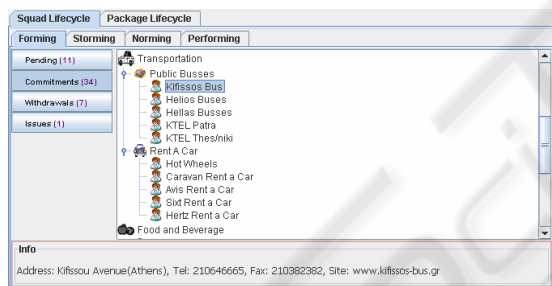 Squad Lifecycle Package Lifecycle
Forming Storming Norming Performing
Pending (11)
Commitments (34)
Withdrawals (7)
Issues (1)
Transportation
Public Busses
Kifissos Bus
Helios Buses
Hellas Busses
KTEL Patra
KTEL Thes/niki
Rent A Car
Hot Wheels
Caravan Rent a Car
Avis Rent a Car
Sixt Rent a Car
Hertz Rent a Car
Food and Beverage
Info
Address: Kifissou Avenue(Athens), Tel: 210646665, Fax: 210382382, Site: www.kifissos-bus.gr